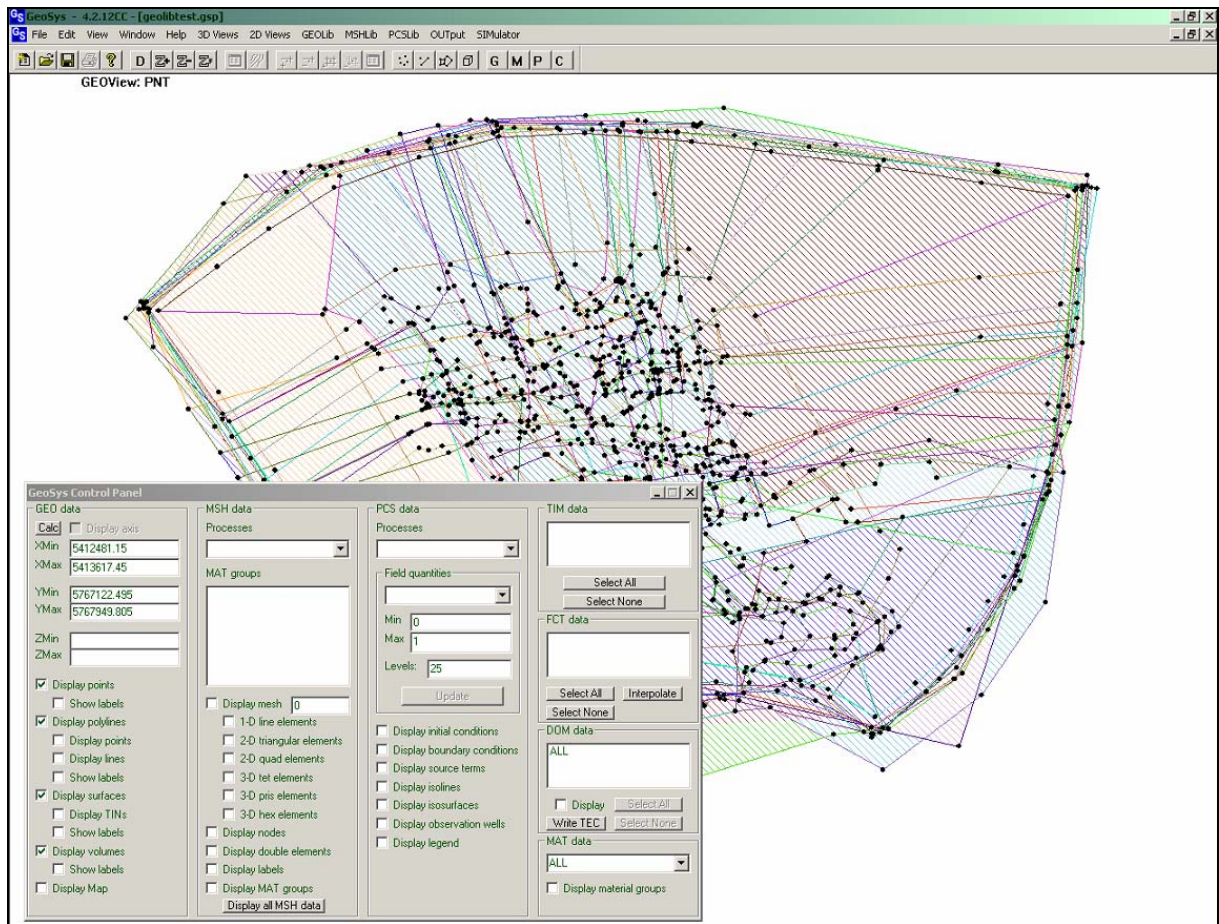 GeoSys - 4.2.12CC - [geolibtest.gsp]
File Edit View Window Help 3D Views 2D Views GEOLib MSHLib PCSLib OUTput SIMulator
D G M P C
GEOView: PNT
GeoSys Control Panel
GEO data
Calc Display axis
XMin 5412481.15
XMax 5413617.45
YMin 5767122.495
YMax 5767949.805
ZMin
ZMax
Display points
Show labels
Display polylines
Display points
Display lines
Show labels
Display surfaces
Display TINs
Show labels
Display volumes
Show labels
Display Map
MSH data
Processes
MAT groups
Display mesh 0
1-D line elements
2-D triangular elements
2-D quad elements
3-D tet elements
3-D pris elements
3-D hex elements
Display nodes
Display double elements
Display labels
Display MAT groups
Display all MSH data
PCS data
Processes
Field quantities
Min 0
Max 1
Levels: 25
Update
Display initial conditions
Display boundary conditions
Display source terms
Display isolines
Display isosurfaces
Display observation wells
Display legend
TIM data
Select All
Select None
FCT data
Select All Interpolate
Select None
DOM data
ALL
Display Select All
Write TEC Select None
MAT data
ALL
Display material groups